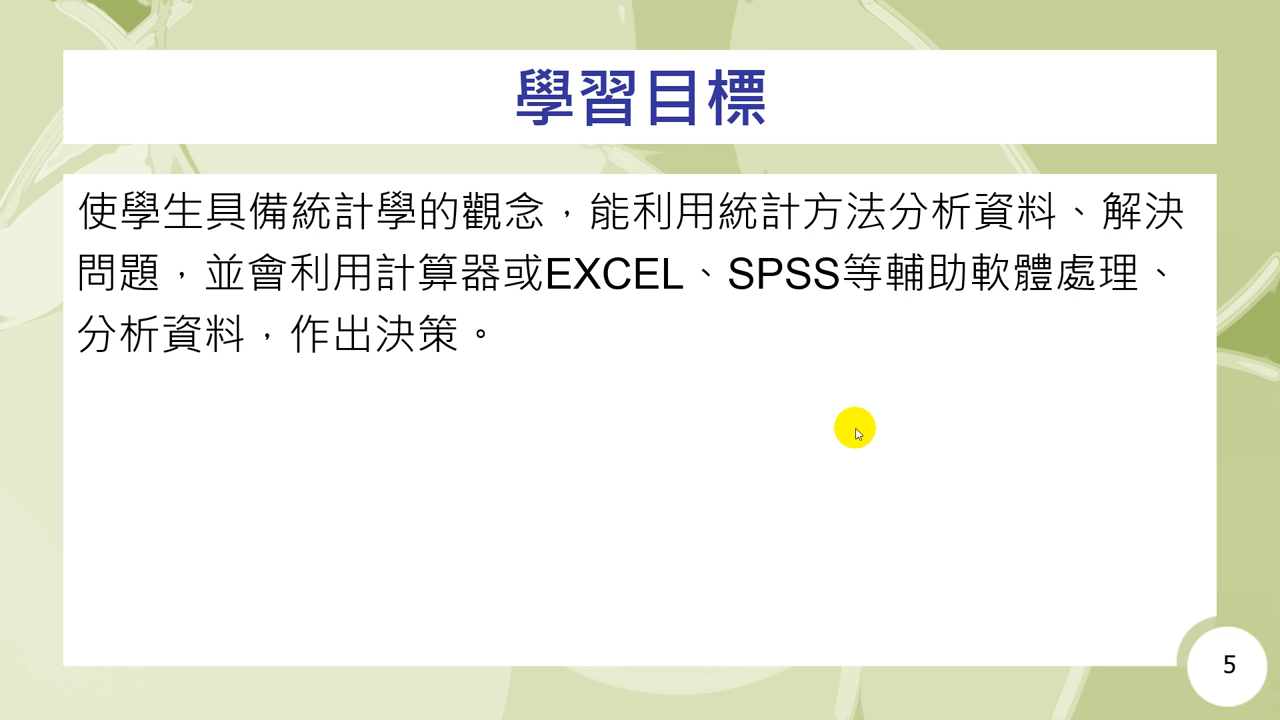 學習目標
使學生具備統計學的觀念，能利用統計方法分析資料、解決
問題，並會利用計算器或EXCEL、SPSS等輔助軟體處理、
分析資料，作出決策。
5